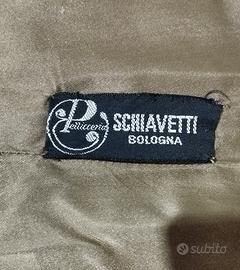 Pellicceria
SCHIAVETTI
BOLOGNA
subito